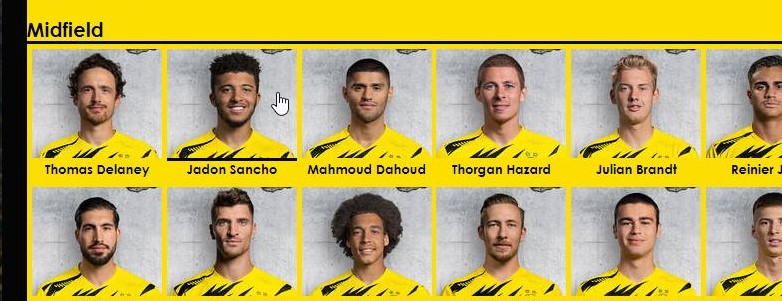 Midfield
Thomas Delaney
Jadon Sancho
Mahmoud Dahoud
Thorgan Hazard
Julian Brandt
Reinier J